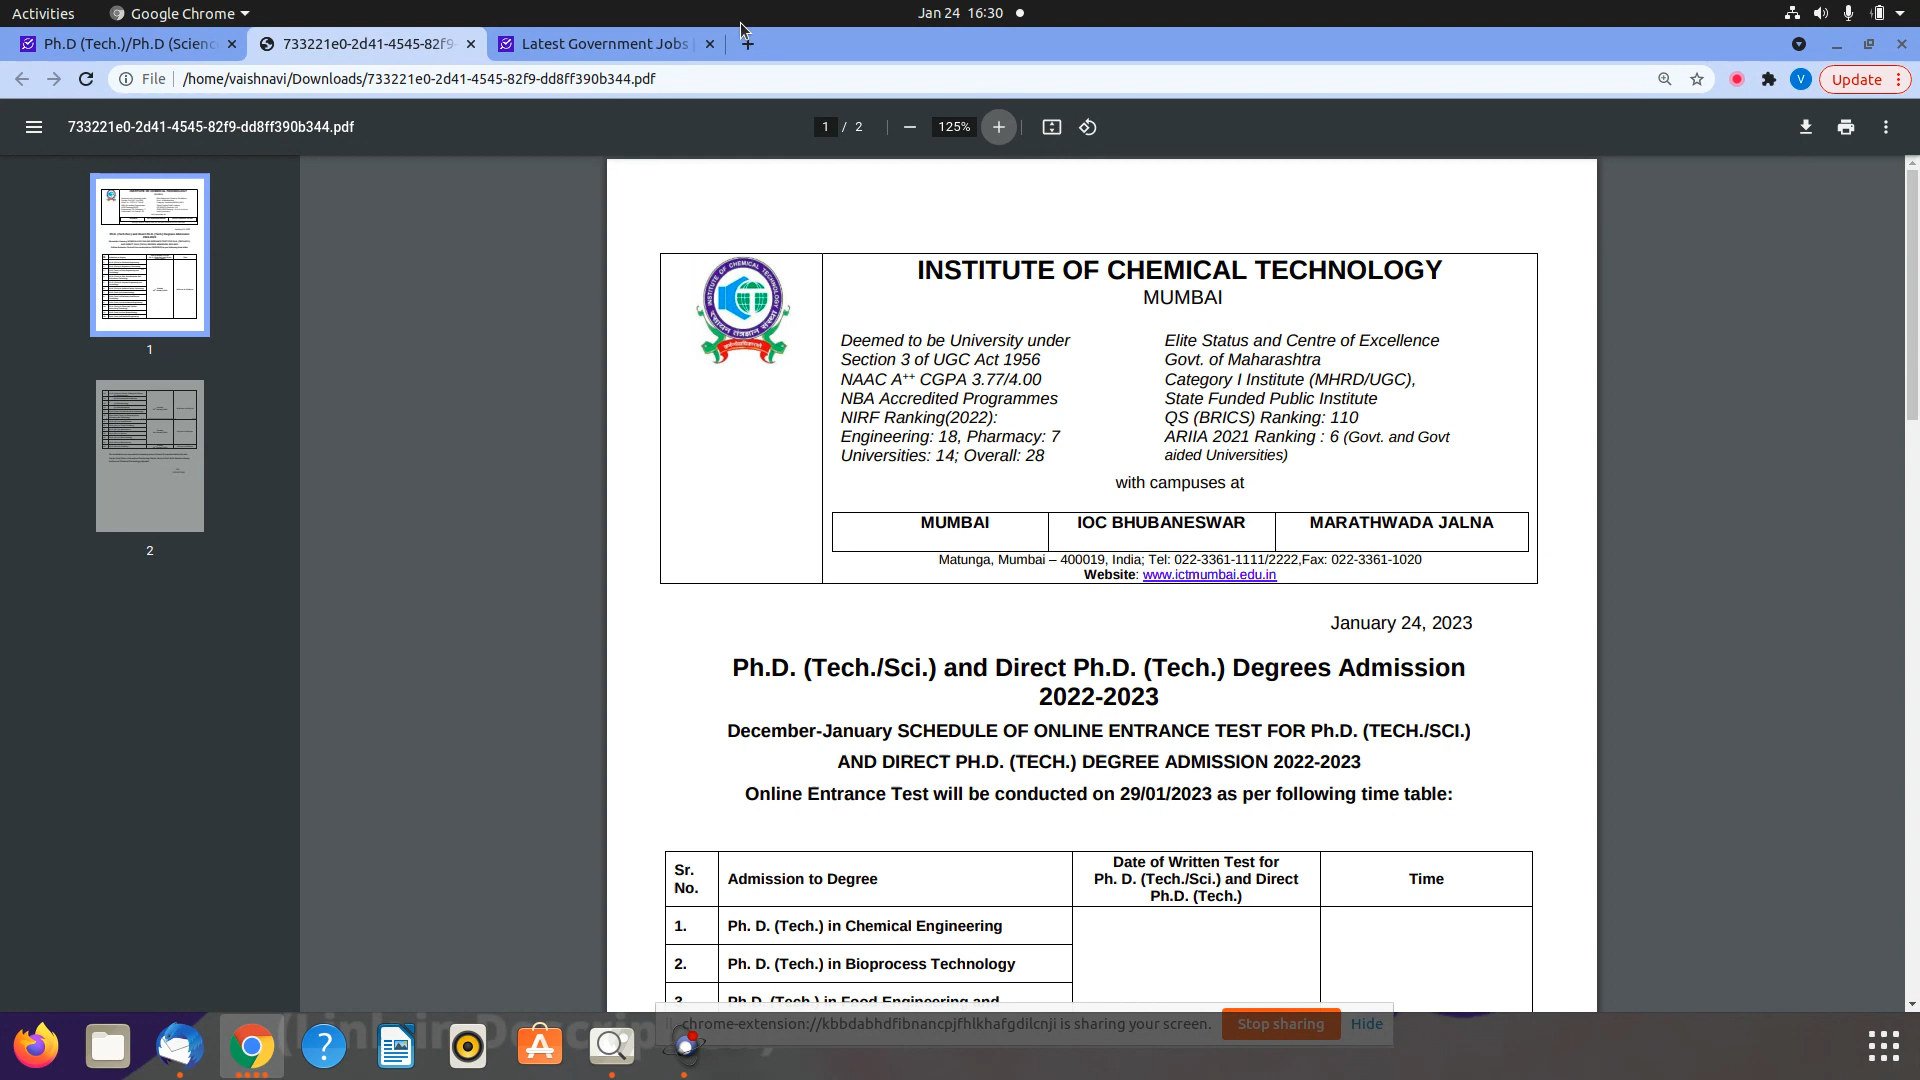 Activities
Google Chrome
Jan 24 16:30
Ph.D (Tech.)/Ph.D (Scienc
733221e0-2d41-4545-82f9-
Latest Government Jobs
File
/home/vaishnavi/Downloads/733221e0-2d41-4545-82f9-dd8ff390b344.pdf
V
Update
733221e0-2d41-4545-82f9-dd8ff390b344.pdf
1 / 2
125%
1
2
INSTITUTE OF CHEMICAL TECHNOLOGY
रसायन तंत्रज्ञान संस्था
INSTITUTE OF CHEMICAL TECHNOLOGY
MUMBAI
Deemed to be University under
Section 3 of UGC Act 1956
NAAC A++ CGPA 3.77/4.00
NBA Accredited Programmes
NIRF Ranking(2022):
Engineering: 18, Pharmacy: 7
Universities: 14; Overall: 28
Elite Status and Centre of Excellence
Govt. of Maharashtra
Category I Institute (MHRD/UGC),
State Funded Public Institute
QS (BRICS) Ranking: 110
ARIIA 2021 Ranking : 6 (Govt. and Govt
aided Universities)
with campuses at
MUMBAI
IOC BHUBANESWAR
MARATHWADA JALNA
Matunga, Mumbai – 400019, India; Tel: 022-3361-1111/2222,Fax: 022-3361-1020
Website: www.ictmumbai.edu.in
January 24, 2023
Ph.D. (Tech./Sci.) and Direct Ph.D. (Tech.) Degrees Admission
2022-2023
December-January SCHEDULE OF ONLINE ENTRANCE TEST FOR Ph.D. (TECH./SCI.)
AND DIRECT PH.D. (TECH.) DEGREE ADMISSION 2022-2023
Online Entrance Test will be conducted on 29/01/2023 as per following time table:
Sr.
No.
Admission to Degree
Date of Written Test for
Ph. D. (Tech./Sci.) and Direct
Ph.D. (Tech.)
Time
1.
Ph. D. (Tech.) in Chemical Engineering
2.
Ph. D. (Tech.) in Bioprocess Technology
3.
Ph.D. (Tech.) in Food Engineering and
chrome-extension://kbbdabhdfibnancpjfhlkhafgdilcnji is sharing your screen.
Stop sharing
Hide
(Link in Descrip